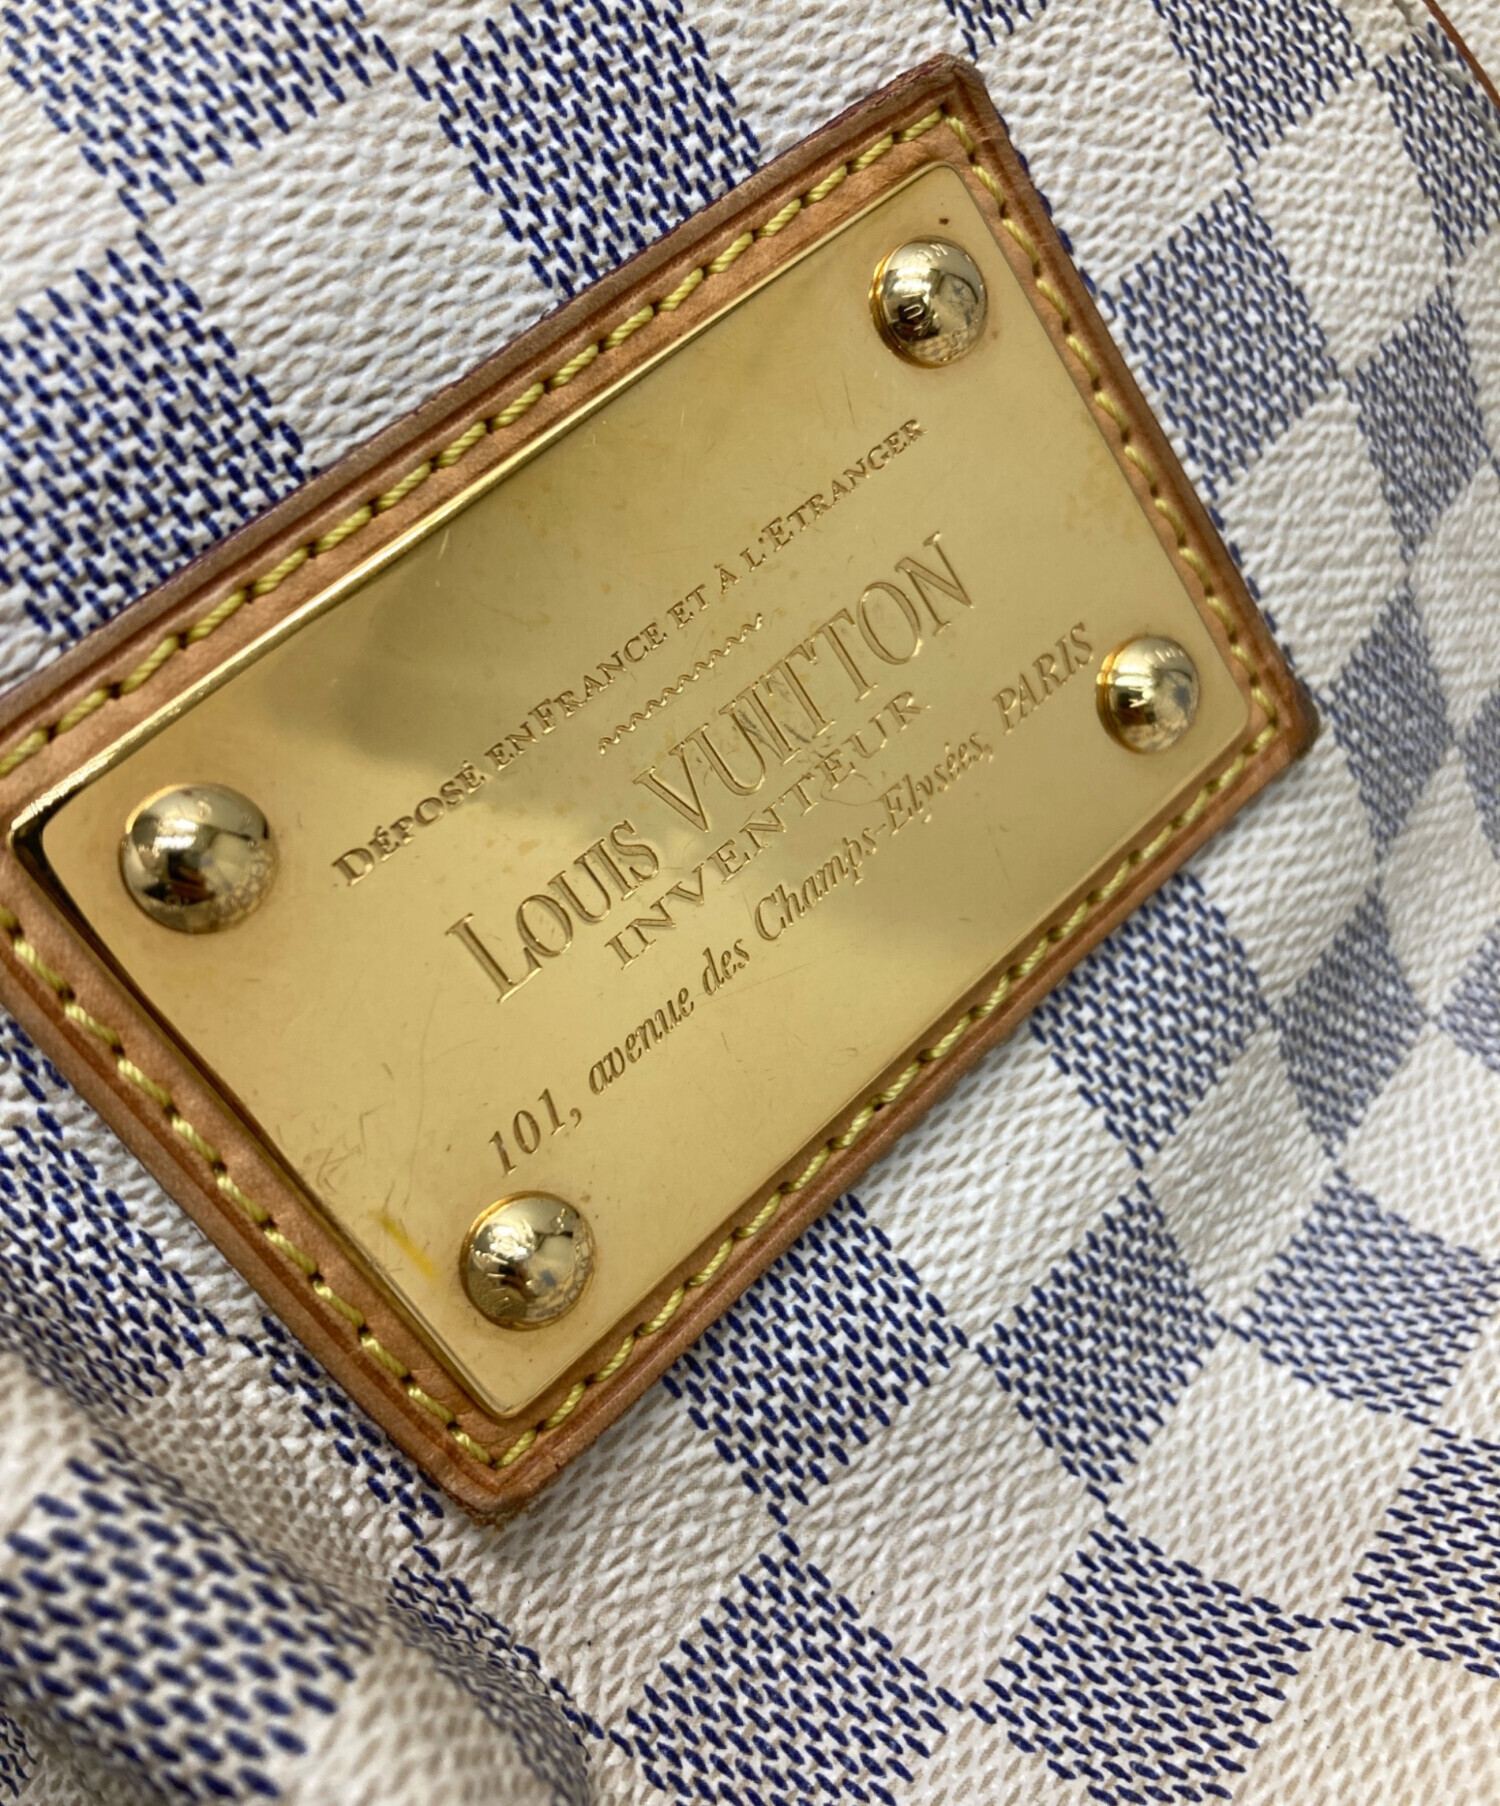 DÉPOSÉ EN FRANCE ET À L'ETRANGER
LOUIS VUITTON
INVENTEUR
101, avenue des Champs-Elysées, PARIS